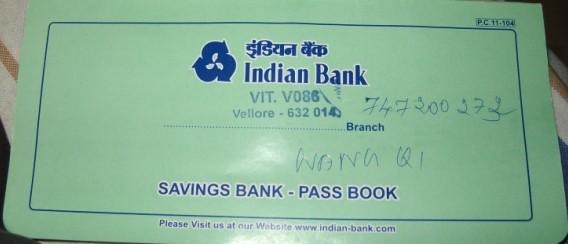 P.C. 11-104
इंडियन बैंक
Indian Bank
VIT. V086
Vellore - 632 014 747200273
Branch
WANG QI
SAVINGS BANK - PASS BOOK
Please Visit us at our Website www.indian-bank.com